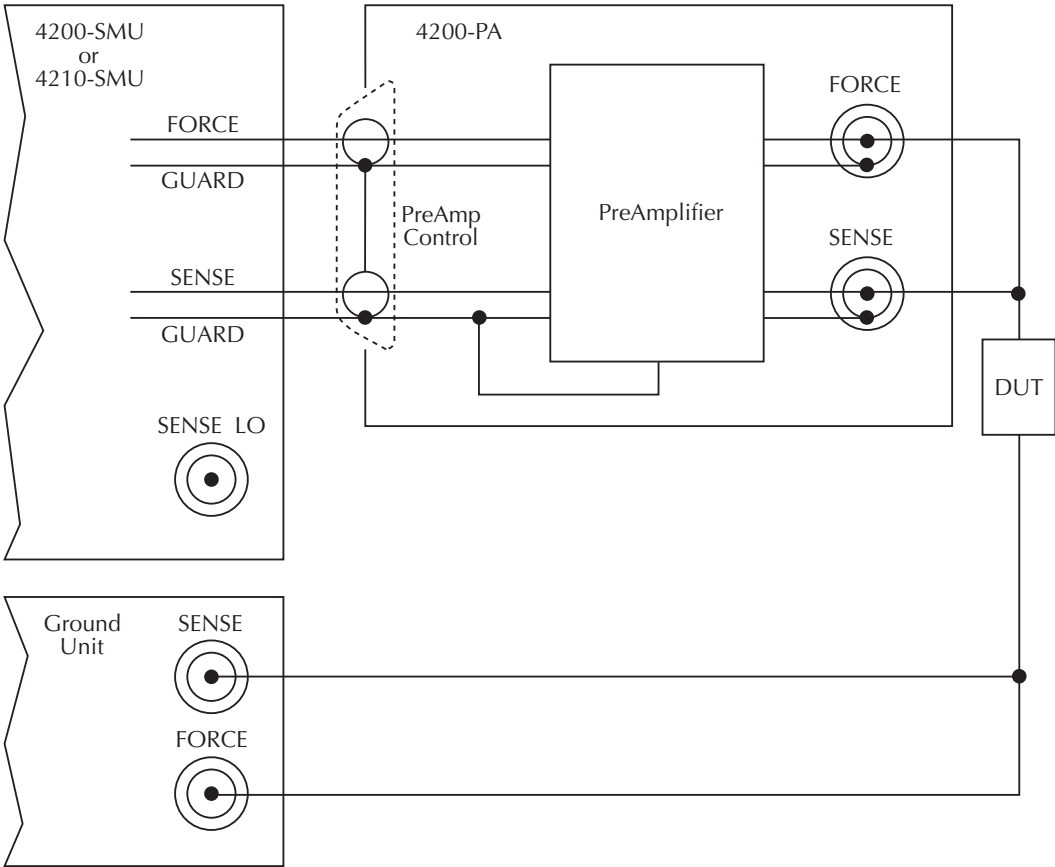 4200-SMU
or
4210-SMU
4200-PA
FORCE
GUARD
SENSE
GUARD
PreAmp
Control
PreAmplifier
FORCE
SENSE
DUT
SENSE LO
Ground
Unit
SENSE
FORCE